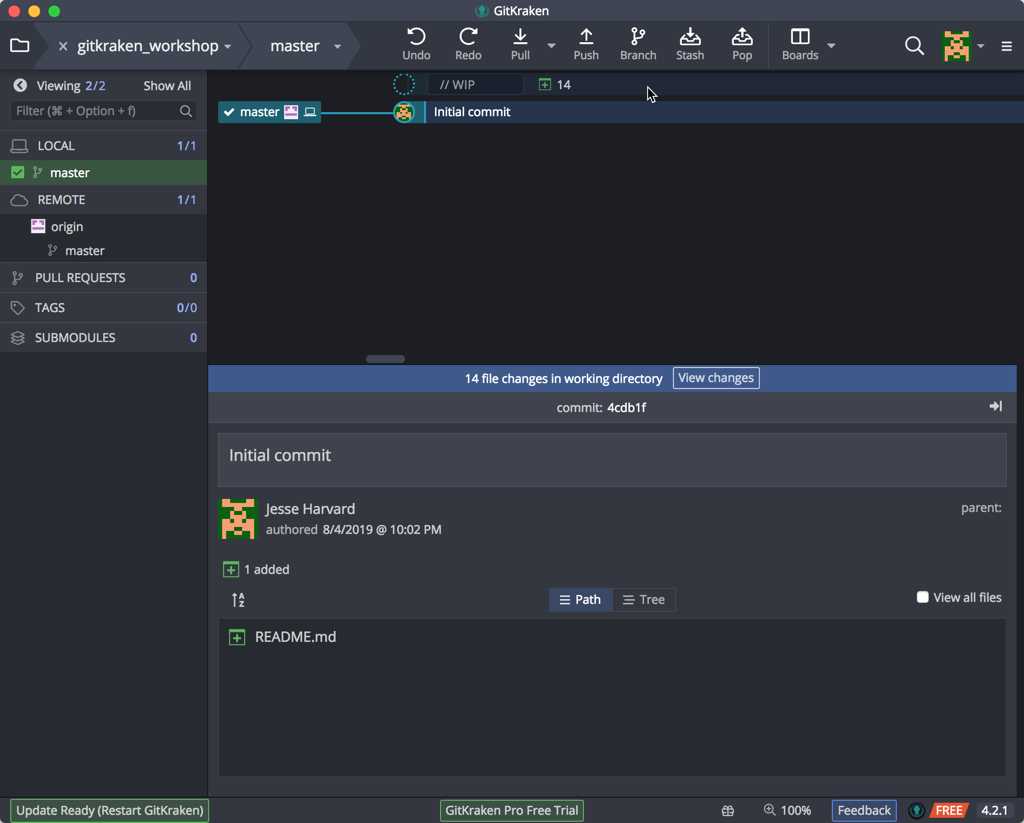 GitKraken
gitkraken_workshop
master
Undo
Redo
Pull
Push
Branch
Stash
Pop
Boards
Viewing 2/2
Show All
// WIP
14
Filter (⌘ + Option + f)
master
Initial commit
LOCAL
1/1
master
REMOTE
1/1
origin
master
PULL REQUESTS
0
TAGS
0/0
SUBMODULES
0
14 file changes in working directory
View changes
commit: 4cdb1f
Initial commit
Jesse Harvard
parent:
authored 8/4/2019 @ 10:02 PM
1 added
Path
Tree
View all files
README.md
Update Ready (Restart GitKraken)
GitKraken Pro Free Trial
100%
Feedback
FREE
4.2.1